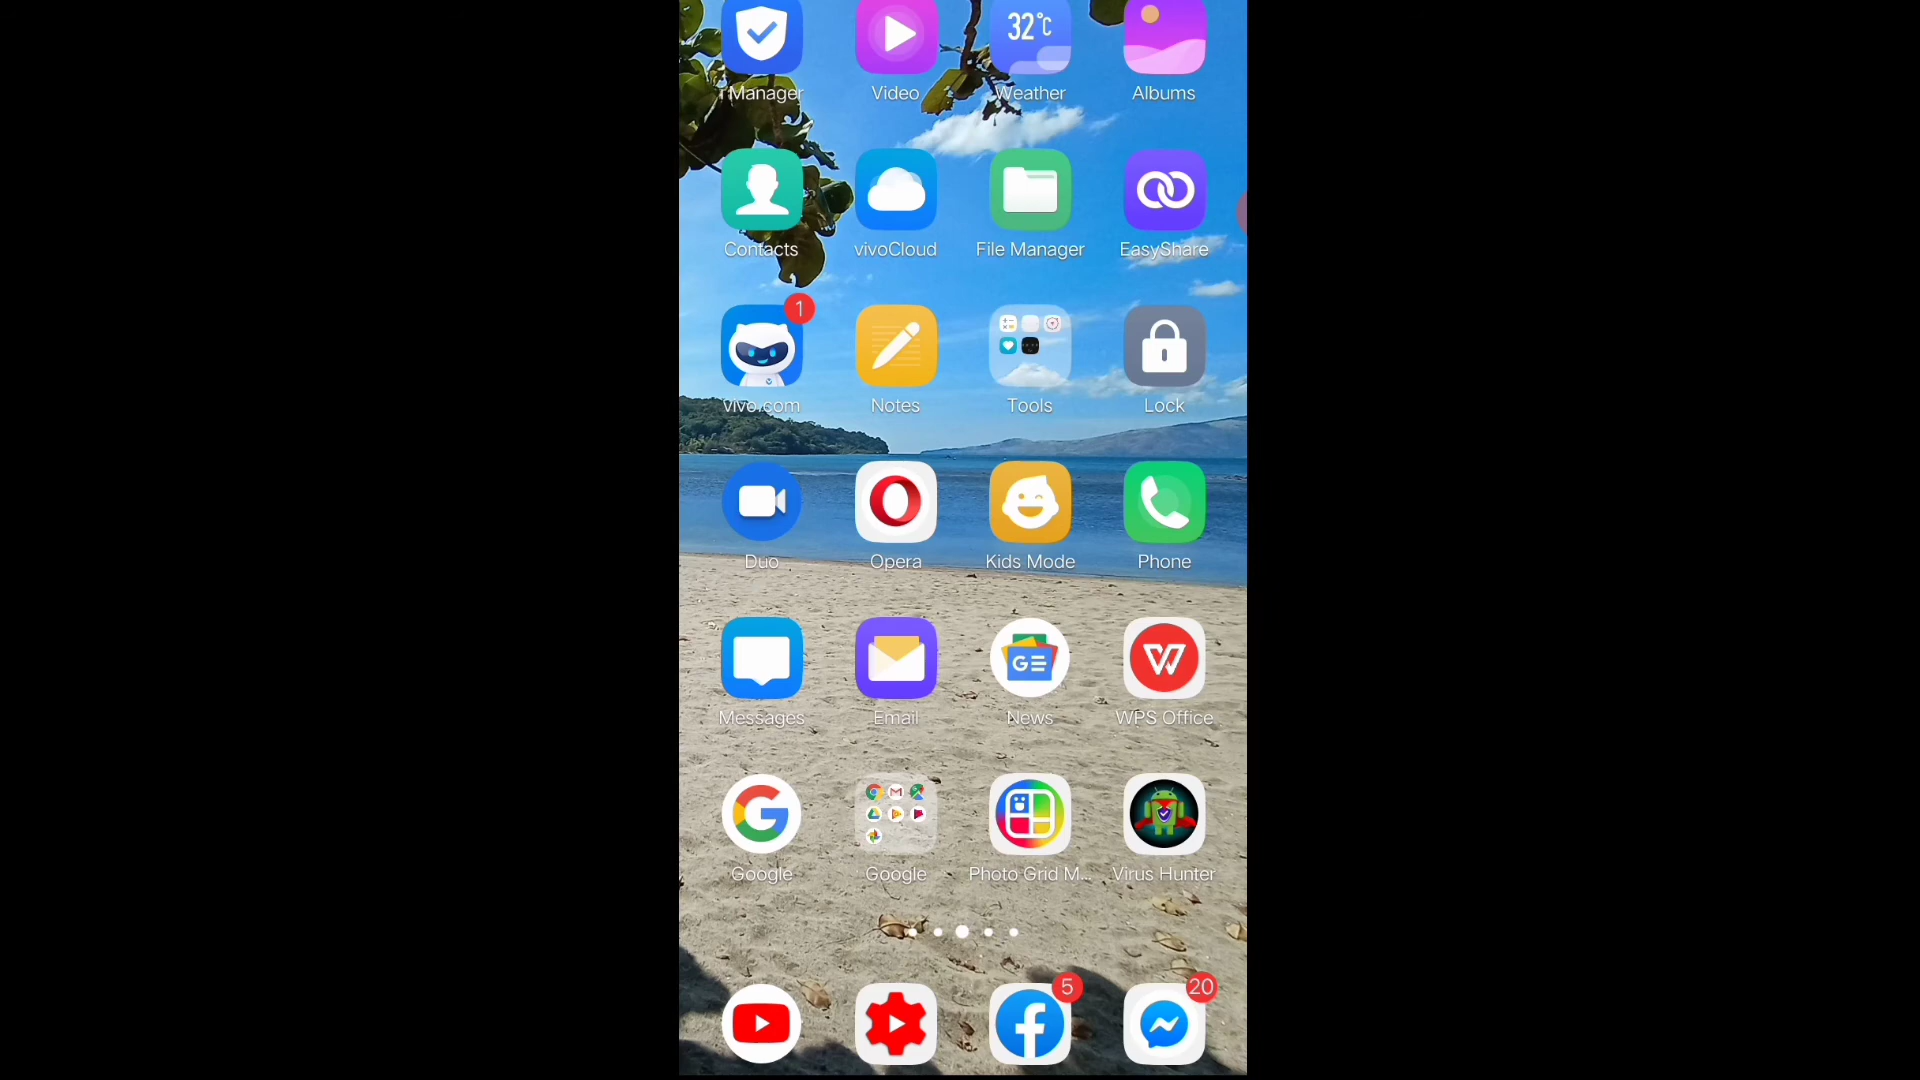 32°C
iManager
Video
Weather
Albums
Contacts
vivoCloud
File Manager
EasyShare
1
vivo.com
Notes
Tools
Lock
Duo
Opera
Kids Mode
Phone
Messages
Email
News
WPS Office
Google
Google
Photo Grid M...
Virus Hunter
5
20